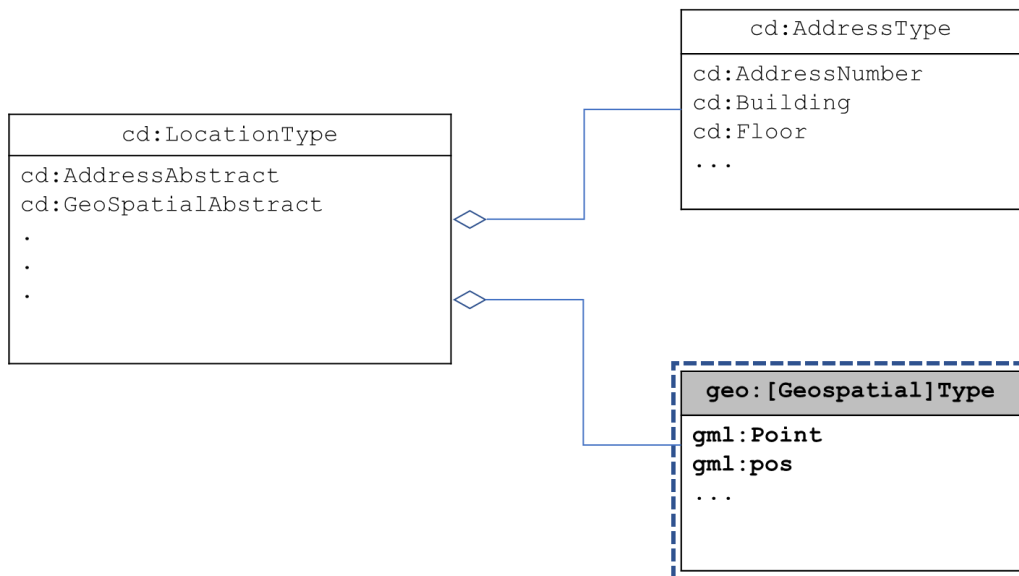 cd:AddressType
cd:AddressNumber
cd:Building
cd:Floor
...
cd:LocationType
cd:AddressAbstract
cd:GeoSpatialAbstract
.
.
.
geo:[Geospatial]Type
gml:Point
gml:pos
...